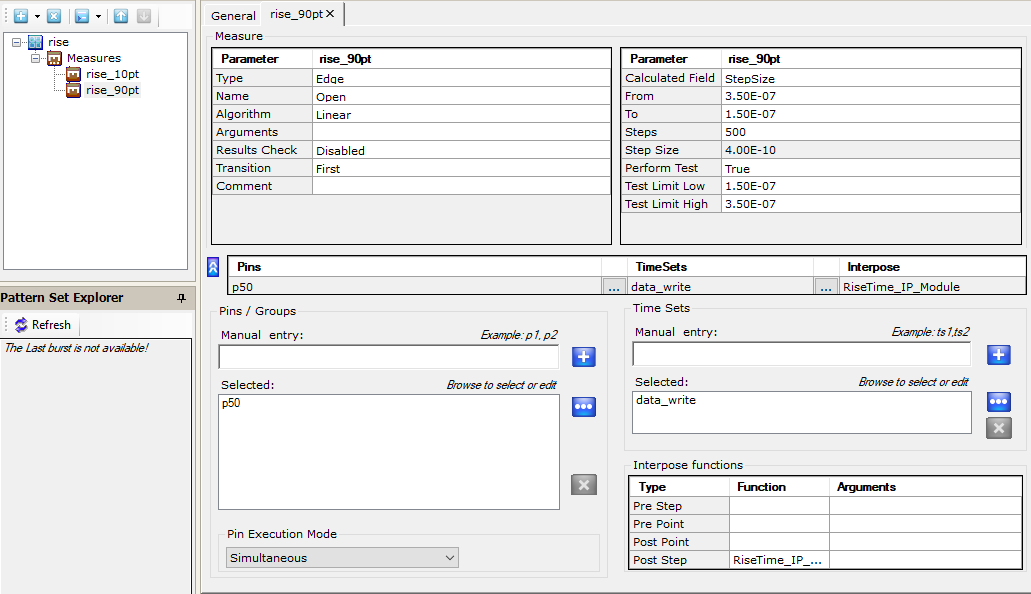 General rise_90pt
rise
Measures
rise_10pt
rise_90pt
Measure
Parameter rise_90pt
Type Edge
Name Open
Algorithm Linear
Arguments
Results Check Disabled
Transition First
Comment
Parameter rise_90pt
Calculated Field StepSize
From 3.50E-07
To 1.50E-07
Steps 500
Step Size 4.00E-10
Perform Test True
Test Limit Low 1.50E-07
Test Limit High 3.50E-07
Pins TimeSets Interpose
p50 ... data_write ... RiseTime_IP_Module
Pattern Set Explorer
Refresh
The Last burst is not available!
Pins / Groups
Manual entry: Example: p1, p2
Selected: Browse to select or edit
p50
Pin Execution Mode
Simultaneous
Time Sets
Manual entry: Example: ts1,ts2
Selected: Browse to select or edit
data_write
Interpose functions
Type Function Arguments
Pre Step
Pre Point
Post Point
Post Step RiseTime_IP_...